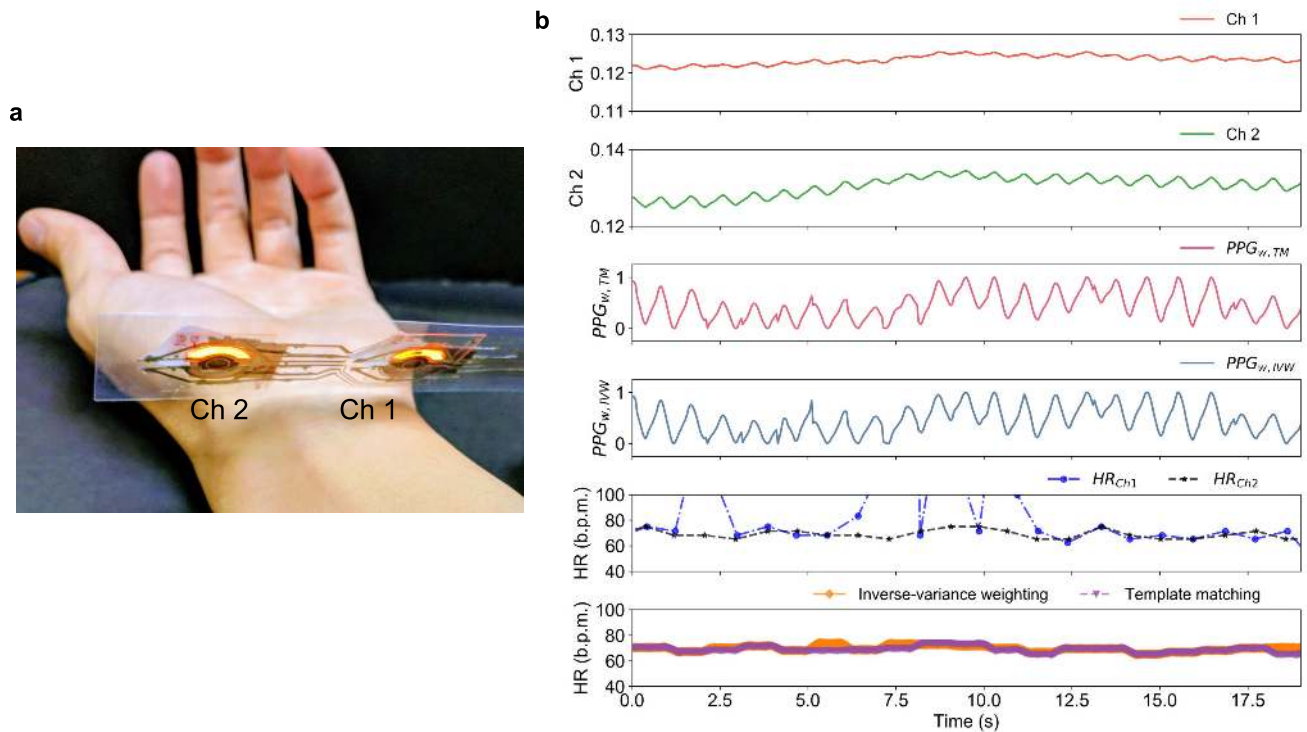 a
Ch 2
Ch 1
b
Ch 1
0.13
0.12
0.11
Ch 1
Ch 2
0.14
0.12
Ch 2
PPG_w, TM
1
0
PPG_w, TM
PPG_w, IVW
1
0
PPG_w, IVW
HR_Ch1 HR_Ch2
100
80
60
40
HR (b.p.m.)
Inverse-variance weighting Template matching
100
80
60
40
HR (b.p.m.)
0.0 2.5 5.0 7.5 10.0 12.5 15.0 17.5
Time (s)